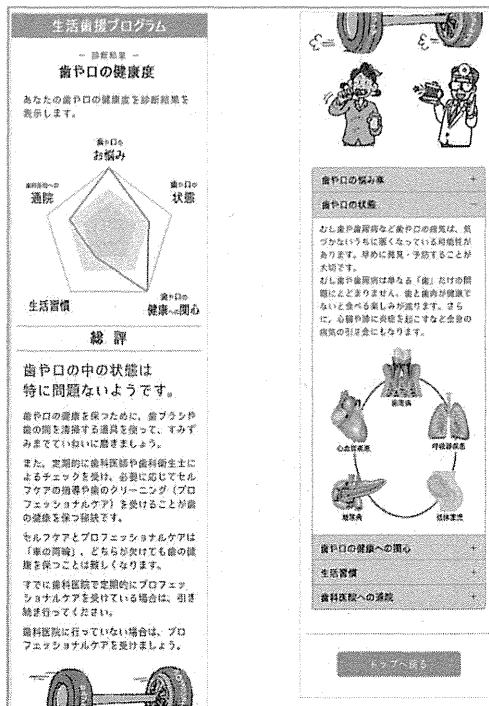 生活歯援プログラム
― 診断結果 ―
歯や口の健康度
あなたの歯や口の健康度を診断結果を
表示します。
歯や口の
お悩み
歯科医院への
通院
歯や口の
状態
生活習慣
歯や口の
健康への関心
総 評
歯や口の中の状態は
特に問題ないようです。
歯や口の健康を保つために、歯ブラシや
歯の間を清掃する道具を使って、すみず
みまでていねいに磨きましょう。
また、定期的に歯科医師や歯科衛生士に
よるチェックを受け、必要に応じてセル
フケアの指導や歯のクリーニング（プロ
フェッショナルケア）を受けることが歯
の健康を保つ秘訣です。
セルフケアとプロフェッショナルケアは
「車の両輪」、どちらが欠けても歯の健
康を保つことは難しくなります。
すでに歯科医院で定期的にプロフェッ
ショナルケアを受けている場合は、引き
続き行ってください。
歯科医院に行っていない場合は、プロ
フェッショナルケアを受けましょう。
歯や口の悩み事 +
歯や口の状態 −
むし歯や歯周病など歯や口の病気は、気
づかないうちに悪くなっている可能性が
あります。早めに発見・予防することが
大切です。
むし歯や歯周病は単なる「歯」だけの問
題にとどまりません。歯と歯肉が健康で
ないと食べる楽しみが減ります。さら
に、心臓や肺に炎症を起こすなど全身の
病気の引き金にもなります。
歯周病
心血管疾患
呼吸器疾患
糖尿病
低体重児
歯や口の健康への関心 +
生活習慣 +
歯科医院への通院 +
トップへ戻る